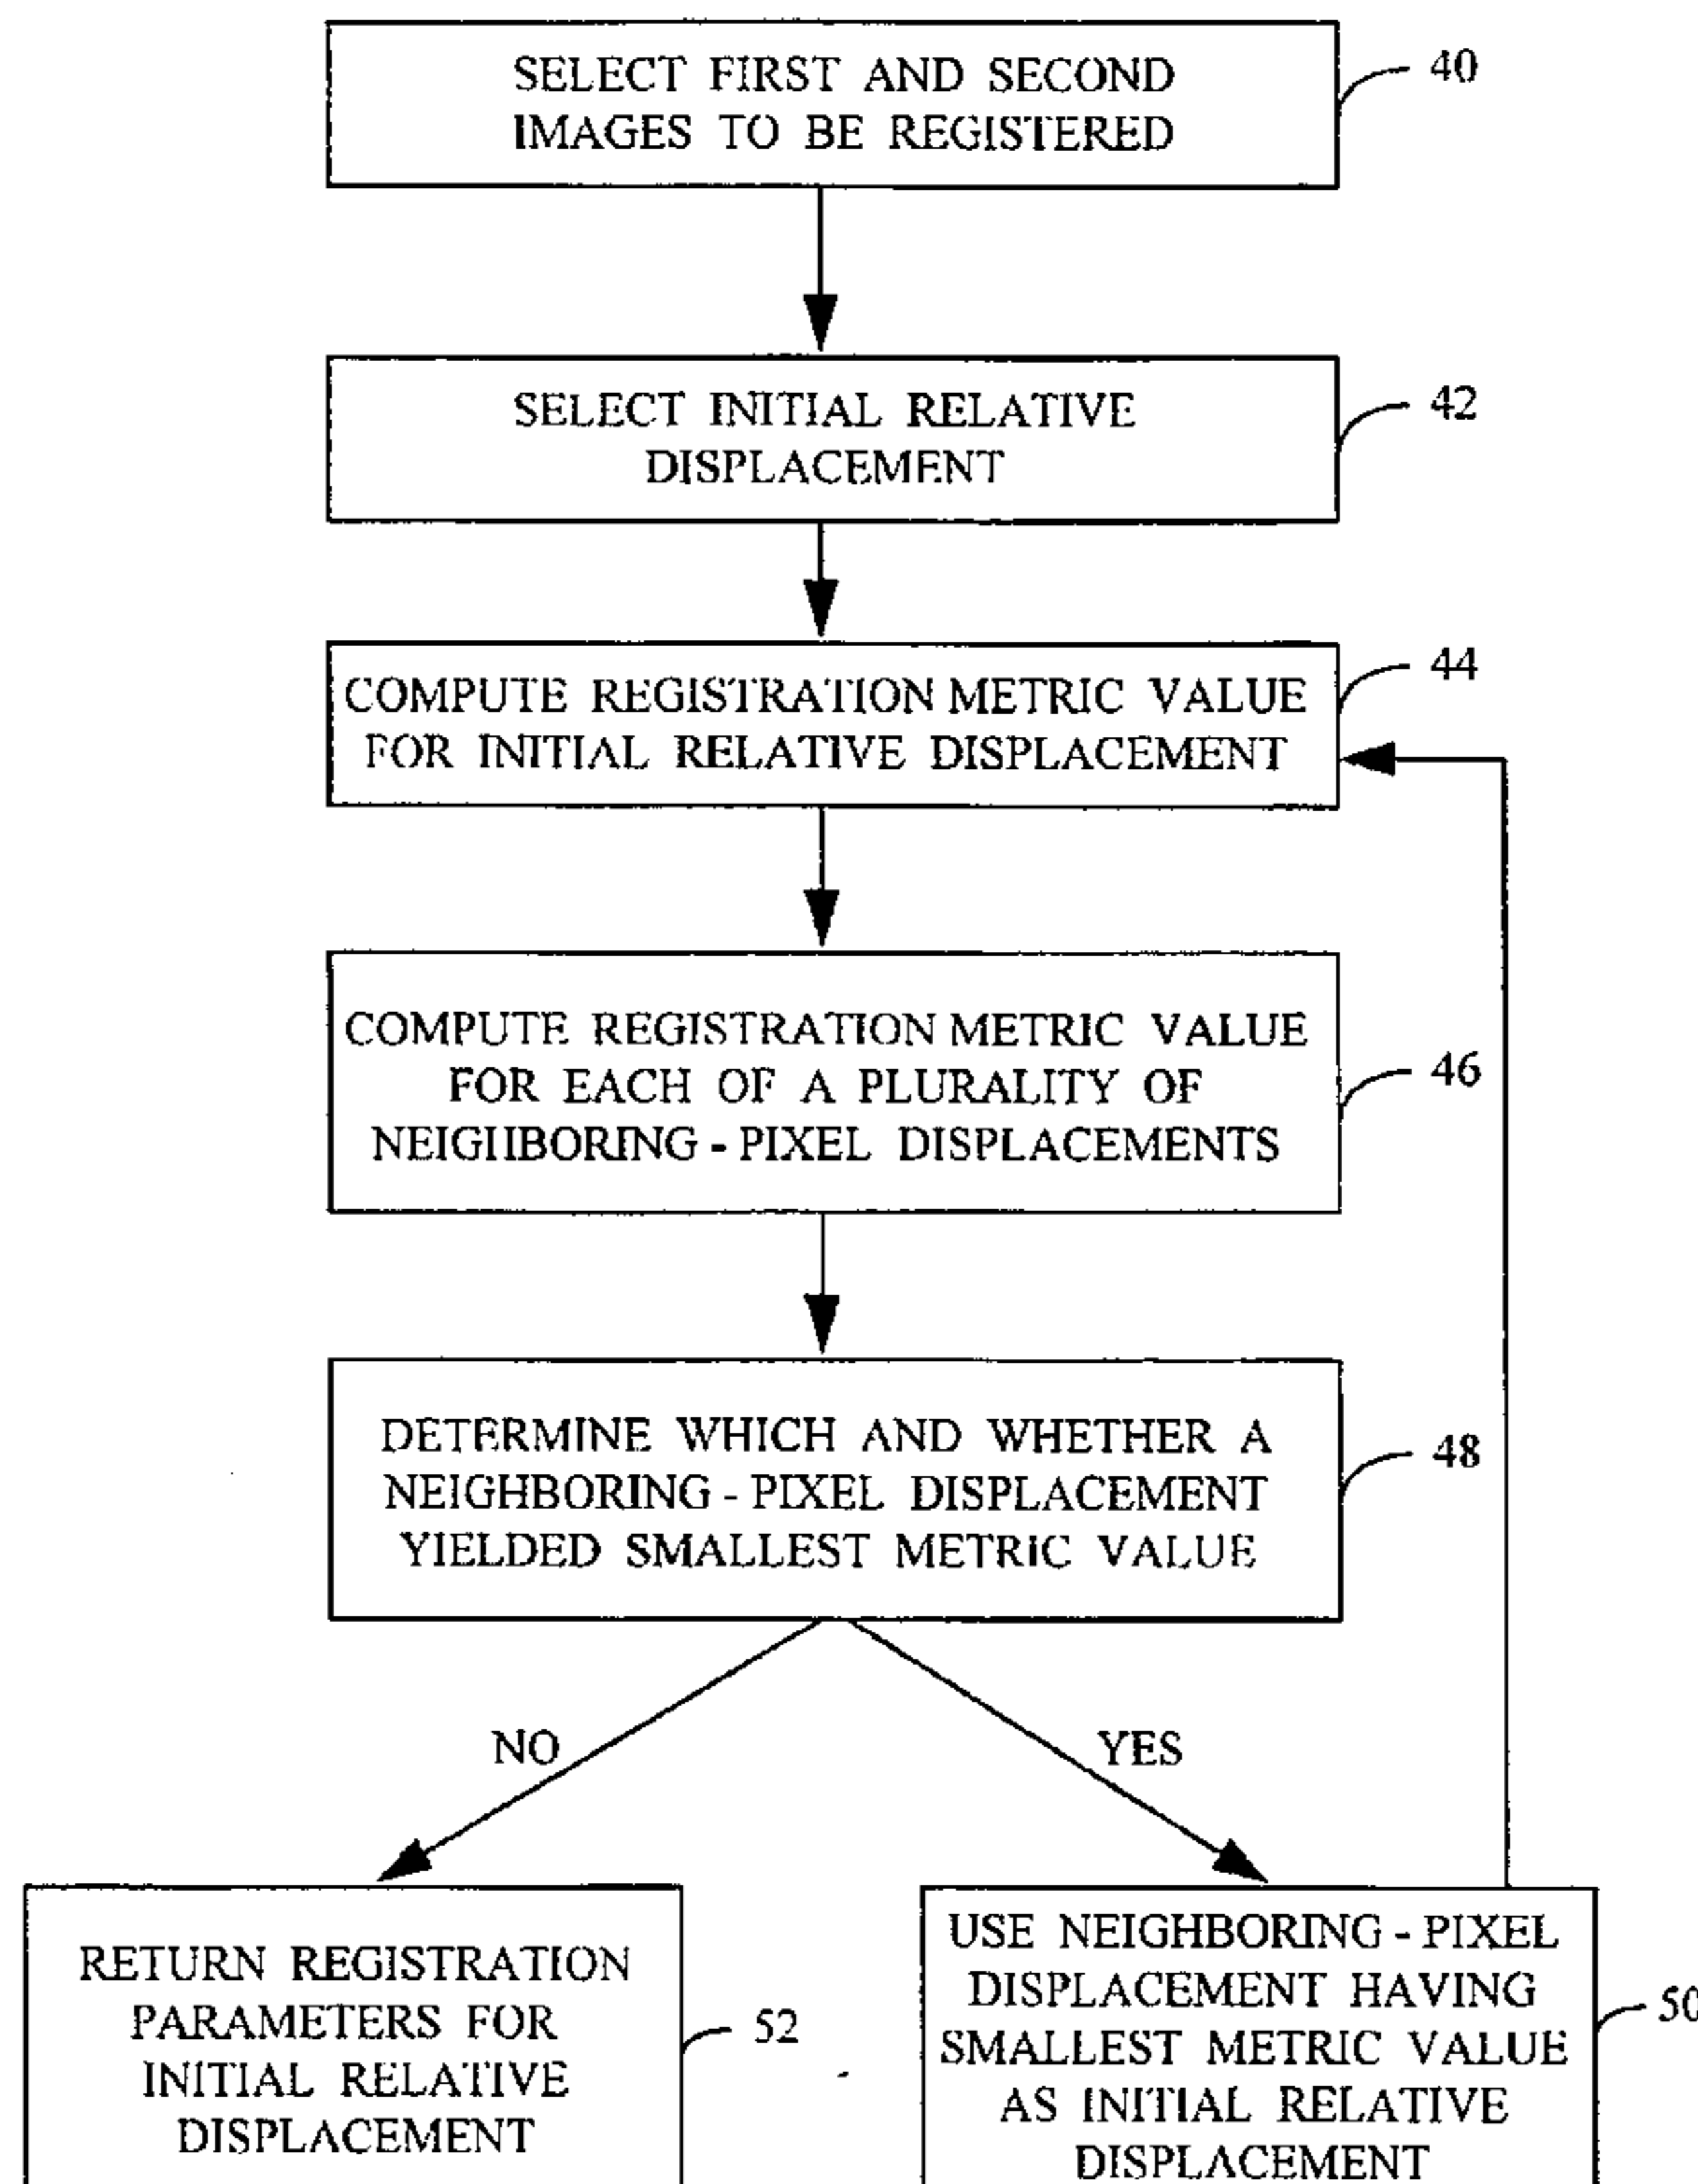 SELECT FIRST AND SECOND
IMAGES TO BE REGISTERED
40
SELECT INITIAL RELATIVE
DISPLACEMENT
42
COMPUTE REGISTRATION METRIC VALUE
FOR INITIAL RELATIVE DISPLACEMENT
44
COMPUTE REGISTRATION METRIC VALUE
FOR EACH OF A PLURALITY OF
NEIGHBORING - PIXEL DISPLACEMENTS
46
DETERMINE WHICH AND WHETHER A
NEIGHBORING - PIXEL DISPLACEMENT
YIELDED SMALLEST METRIC VALUE
48
NO
YES
RETURN REGISTRATION
PARAMETERS FOR
INITIAL RELATIVE
DISPLACEMENT
52
USE NEIGHBORING - PIXEL
DISPLACEMENT HAVING
SMALLEST METRIC VALUE
AS INITIAL RELATIVE
DISPLACEMENT
50